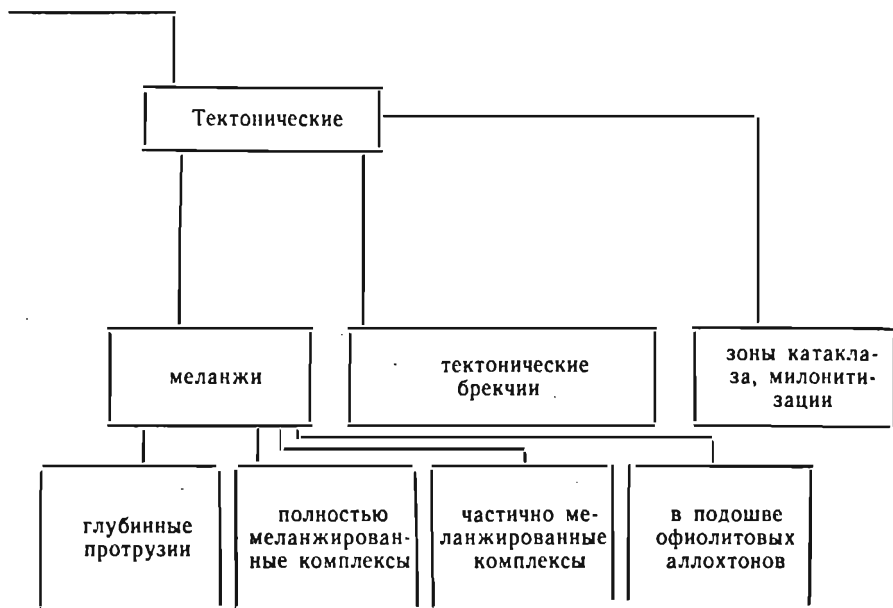 Тектонические
меланжи
тектонические
брекчии
зоны катакла-
за, милонити-
зации
глубинные
протрузии
полностью
меланжирован-
ные комплексы
частично ме-
ланжированные
комплексы
в подошве
офиолитовых
аллохтонов